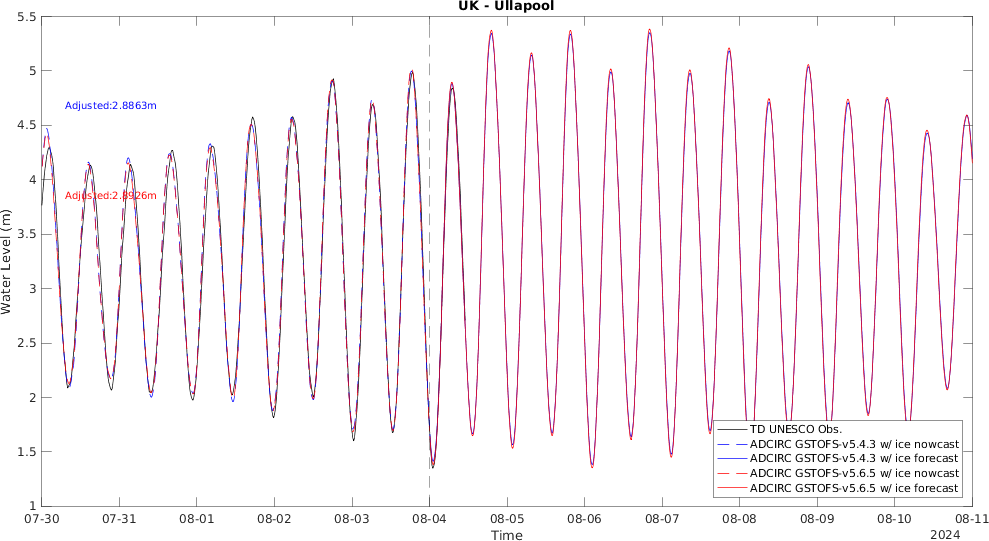 UK - Ullapool
5.5
5
4.5
4
3.5
3
2.5
2
1.5
1
Water Level (m)
Adjusted:2.8863m
Adjusted:2.8926m
TD UNESCO Obs.
ADCIRC GSTOFS-v5.4.3 w/ ice nowcast
ADCIRC GSTOFS-v5.4.3 w/ ice forecast
ADCIRC GSTOFS-v5.6.5 w/ ice nowcast
ADCIRC GSTOFS-v5.6.5 w/ ice forecast
07-30 07-31 08-01 08-02 08-03 08-04 08-05 08-06 08-07 08-08 08-09 08-10 08-11
Time
2024